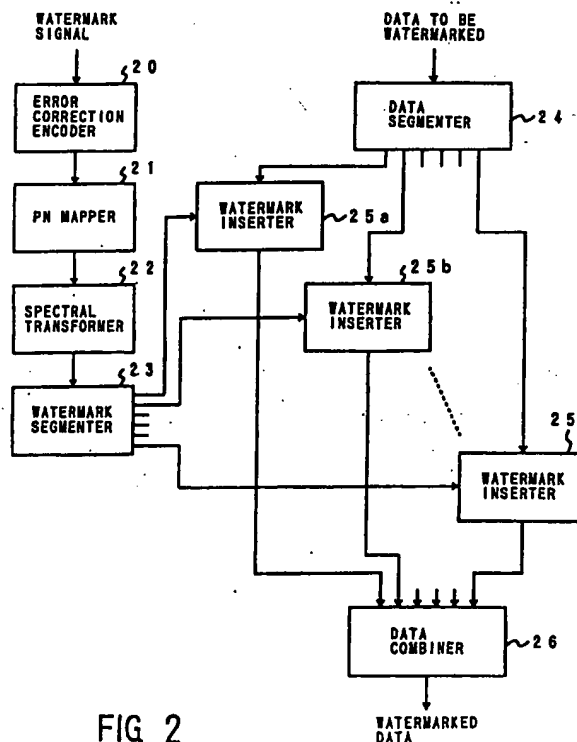 WATERMARK
SIGNAL
20
ERROR
CORRECTION
ENCODER
21
PN MAPPER
22
SPECTRAL
TRANSFORMER
23
WATERMARK
SEGMENTER
DATA TO BE
WATERMARKED
DATA
SEGMENTER
24
WATERMARK
INSERTER
25a
25b
WATERMARK
INSERTER
25
WATERMARK
INSERTER
DATA
COMBINER
26
WATERMARKED
DATA
FIG 2